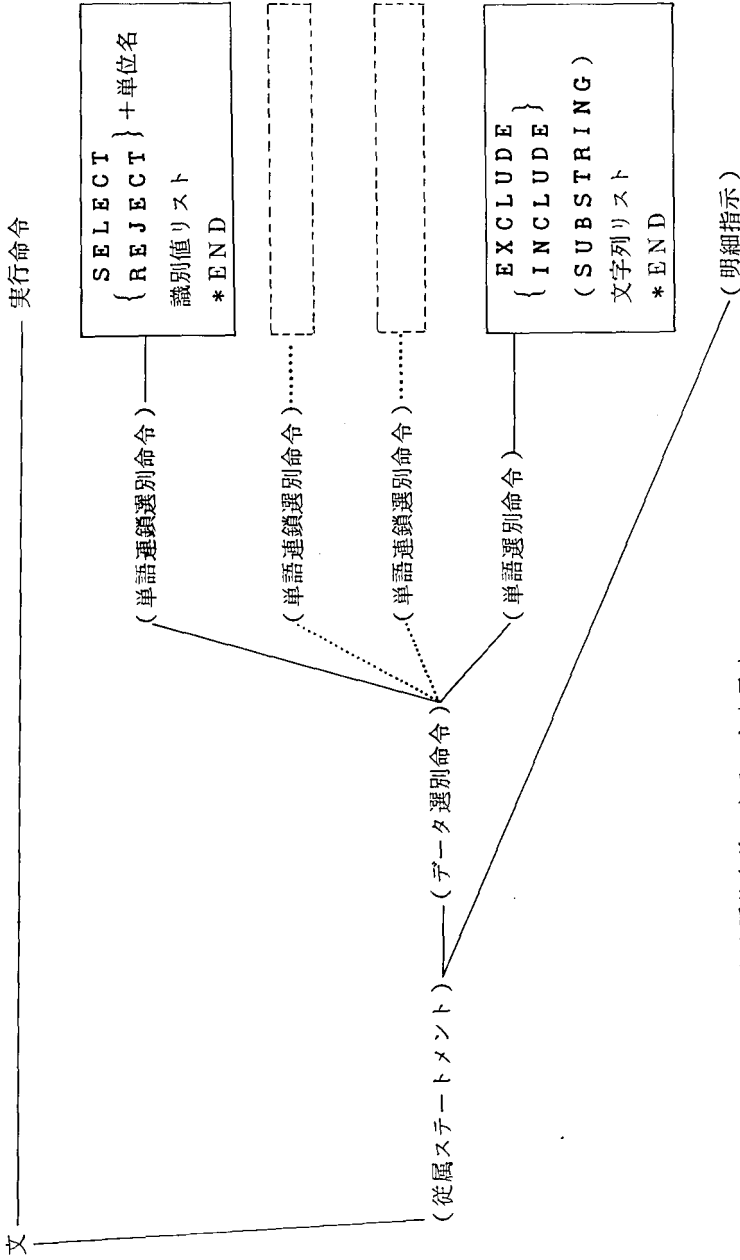 文
実行命令
(従属ステートメント)
(データ選別命令)
(単語連鎖選別命令)
SELECT
{REJECT}+単位名
識別値リスト
*END
(単語連鎖選別命令)
(単語連鎖選別命令)
(単語選別命令)
EXCLUDE
{INCLUDE}
(SUBSTRING)
文字列リスト
*END
(明細指示)